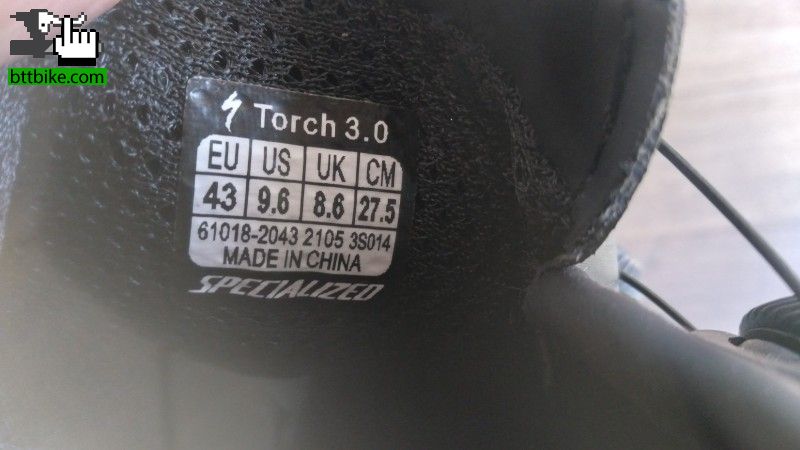 bttbike.com
Torch 3.0
EU US UK CM
43 9.6 8.6 27.5
61018-2043 2105 3S014
MADE IN CHINA
SPECIALIZED